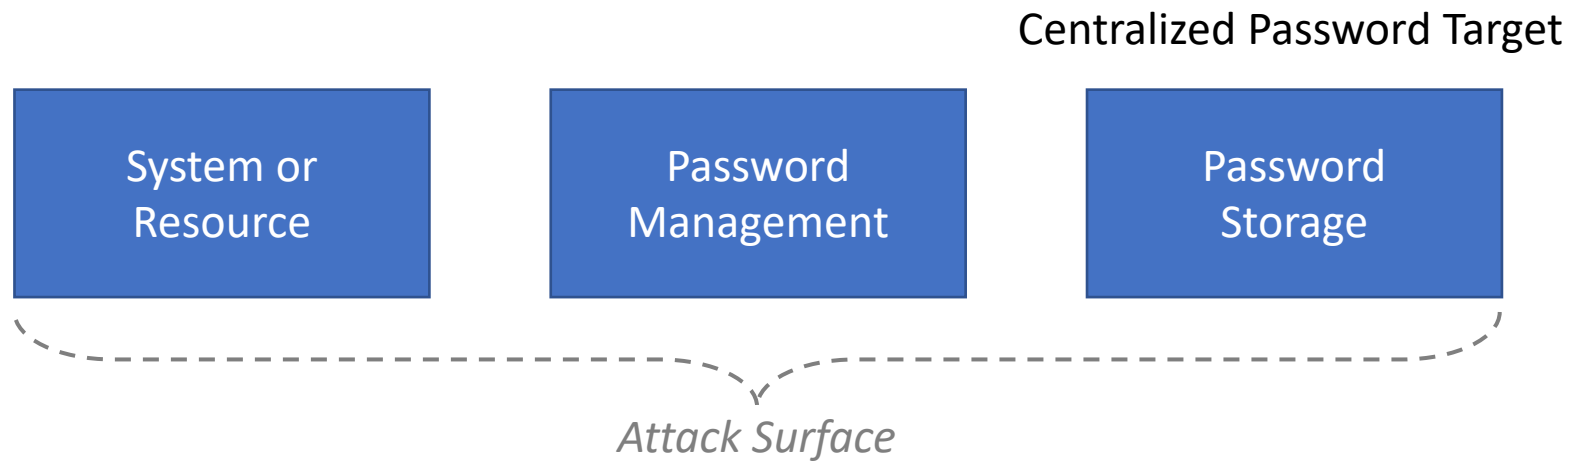 Centralized Password Target
System or
Resource
Password
Management
Password
Storage
Attack Surface